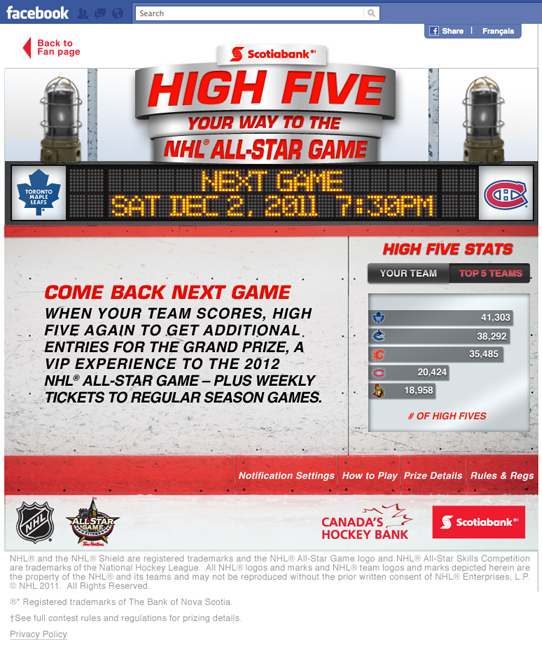 facebook
Search
Share | Français
Back to
Fan page
Scotiabank®*
HIGH FIVE
YOUR WAY TO THE
NHL® ALL-STAR GAME
TORONTO
MAPLE
LEAFS
NEXT GAME
SAT DEC 2, 2011 7:30PM
HIGH FIVE STATS
YOUR TEAM
TOP 5 TEAMS
41,303
38,292
35,485
20,424
18,958
# OF HIGH FIVES
COME BACK NEXT GAME
WHEN YOUR TEAM SCORES, HIGH
FIVE AGAIN TO GET ADDITIONAL
ENTRIES FOR THE GRAND PRIZE, A
VIP EXPERIENCE TO THE 2012
NHL® ALL-STAR GAME – PLUS WEEKLY
TICKETS TO REGULAR SEASON GAMES.
Notification Settings | How to Play | Prize Details | Rules & Regs
NHL
ALL STAR
GAME
CANADA'S
HOCKEY BANK
Scotiabank®*
NHL® and the NHL® Shield are registered trademarks and the NHL® All-Star Game logo and NHL® All-Star Skills Competition
are trademarks of the National Hockey League. All NHL® logos and marks and NHL® team logos and marks depicted herein are
the property of the NHL® and its teams and may not be reproduced without the prior written consent of NHL® Enterprises, L.P.
© NHL 2011. All Rights Reserved.
®* Registered trademarks of The Bank of Nova Scotia.
†See full contest rules and regulations for prizing details.
Privacy Policy